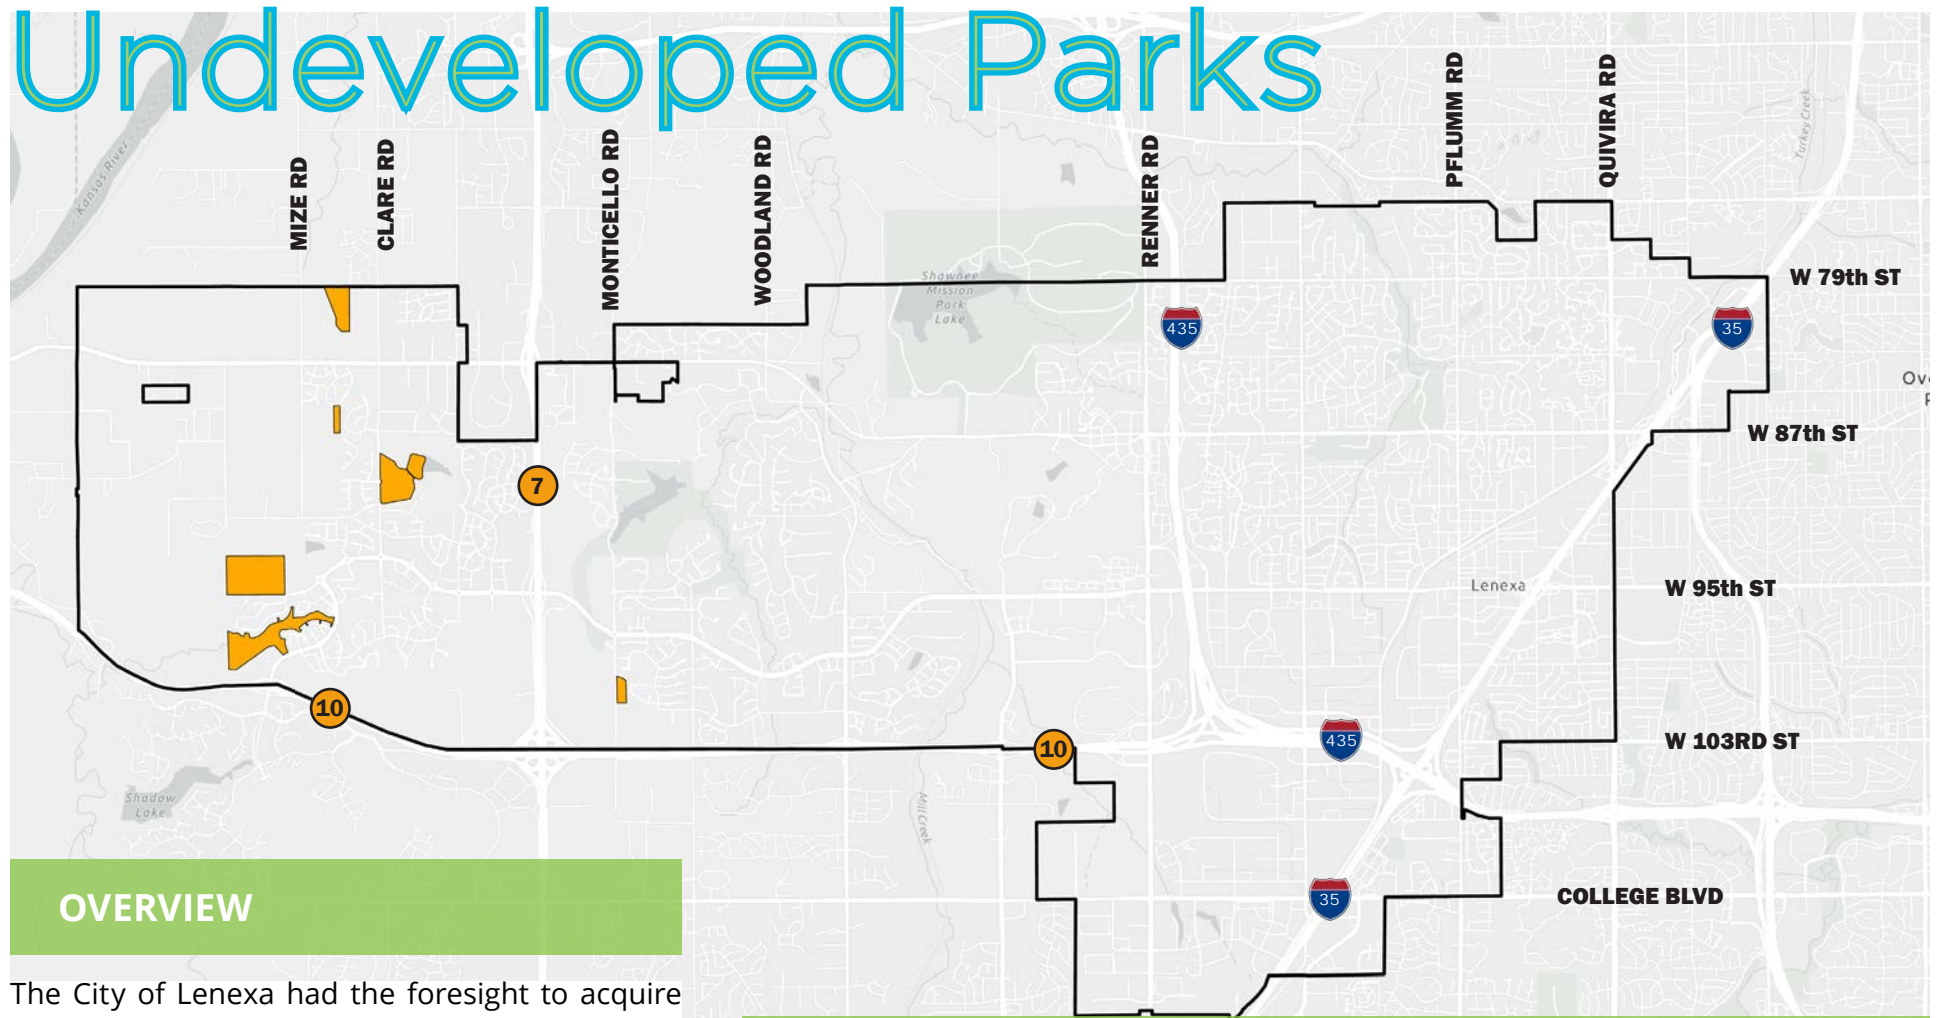 Undeveloped Parks
PFLUMM RD
QUIVIRA RD
Turkey Creek
Kansas River
MIZE RD
CLARE RD
MONTICELLO RD
WOODLAND RD
RENNER RD
Shawnee
Mission
Park
Lake
W 79th ST
435
35
W 87th ST
7
Lenexa
W 95th ST
10
10
435
W 103RD ST
Shadow
Lake
Mill Creek
35
COLLEGE BLVD
OVERVIEW
The City of Lenexa had the foresight to acquire